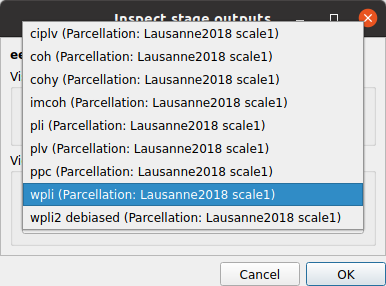 Inspect stage outputs
ee
ciplv (Parcellation: Lausanne2018 scale1)
Vi
coh (Parcellation: Lausanne2018 scale1)
cohy (Parcellation: Lausanne2018 scale1)
imcoh (Parcellation: Lausanne2018 scale1)
pli (Parcellation: Lausanne2018 scale1)
plv (Parcellation: Lausanne2018 scale1)
Vi
ppc (Parcellation: Lausanne2018 scale1)
wpli (Parcellation: Lausanne2018 scale1)
wpli2 debiased (Parcellation: Lausanne2018 scale1)
Cancel
OK